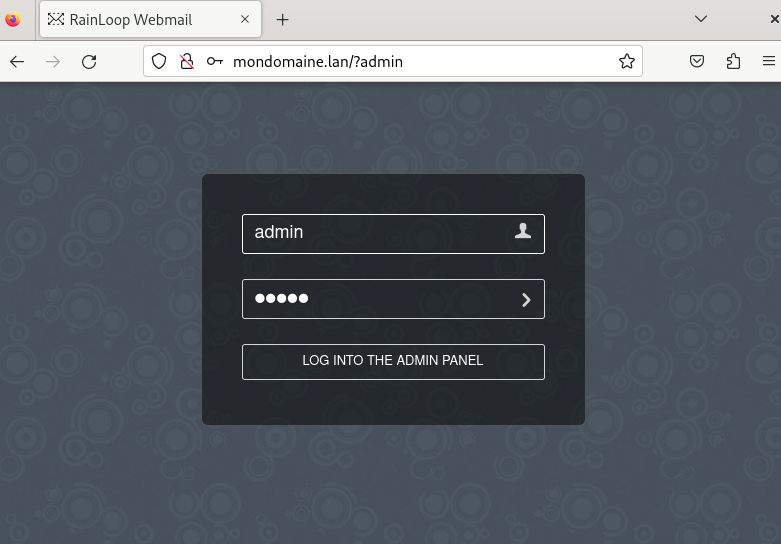 RainLoop Webmail
mondomaine.lan/?admin
admin
●●●●●
LOG INTO THE ADMIN PANEL